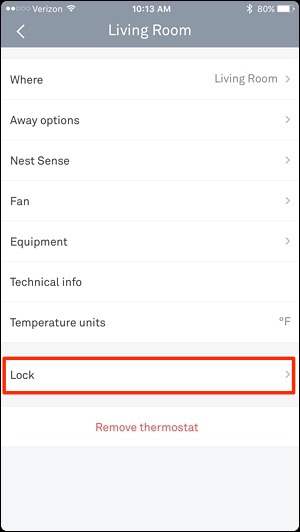 Verizon 10:13 AM 80%
Living Room
Where Living Room
Away options
Nest Sense
Fan
Equipment
Technical info
Temperature units °F
Lock
Remove thermostat